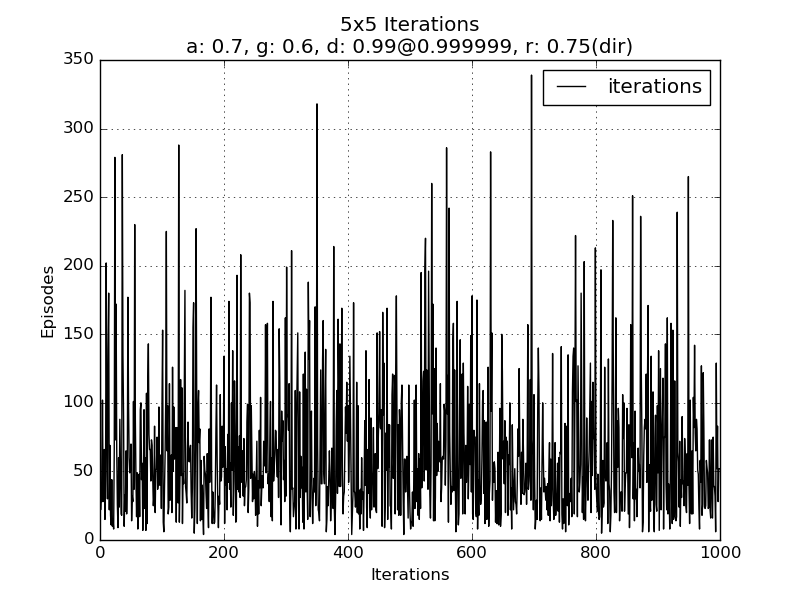 5x5 Iterations
a: 0.7, g: 0.6, d: 0.99@0.999999, r: 0.75(dir)
iterations
350
300
250
200
150
100
50
0
Episodes
0 200 400 600 800 1000
Iterations